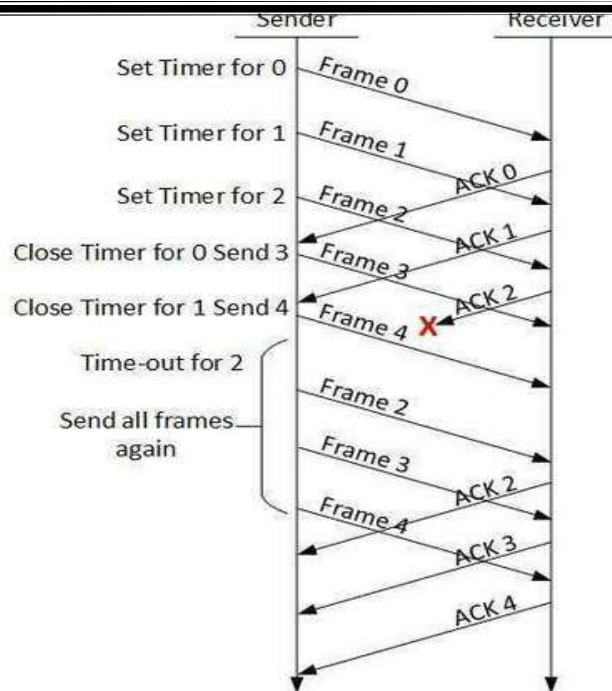 Sender
Receiver
Set Timer for 0
Frame 0
Set Timer for 1
Frame 1
ACK 0
Set Timer for 2
Frame 2
ACK 1
Close Timer for 0 Send 3
Frame 3
ACK 2
Close Timer for 1 Send 4
X
Frame 4
Time-out for 2
Frame 2
Send all frames
again
Frame 3
ACK 2
Frame 4
ACK 3
ACK 4